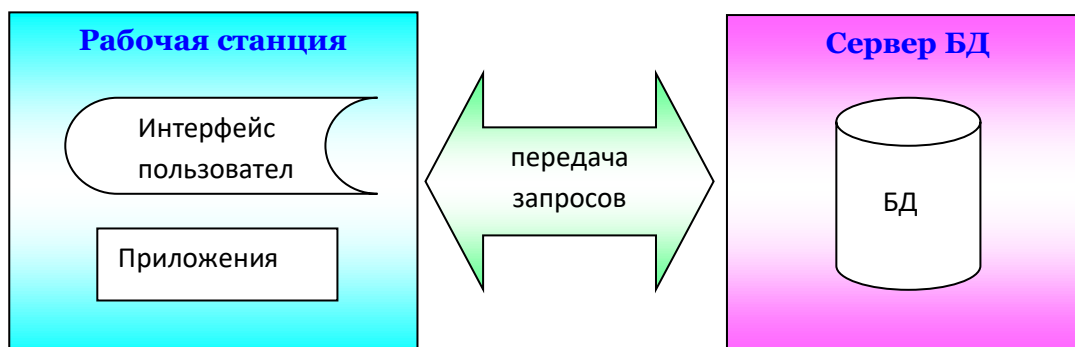 Рабочая станция
Интерфейс
пользовател
Приложения
передача
запросов
Сервер БД
БД